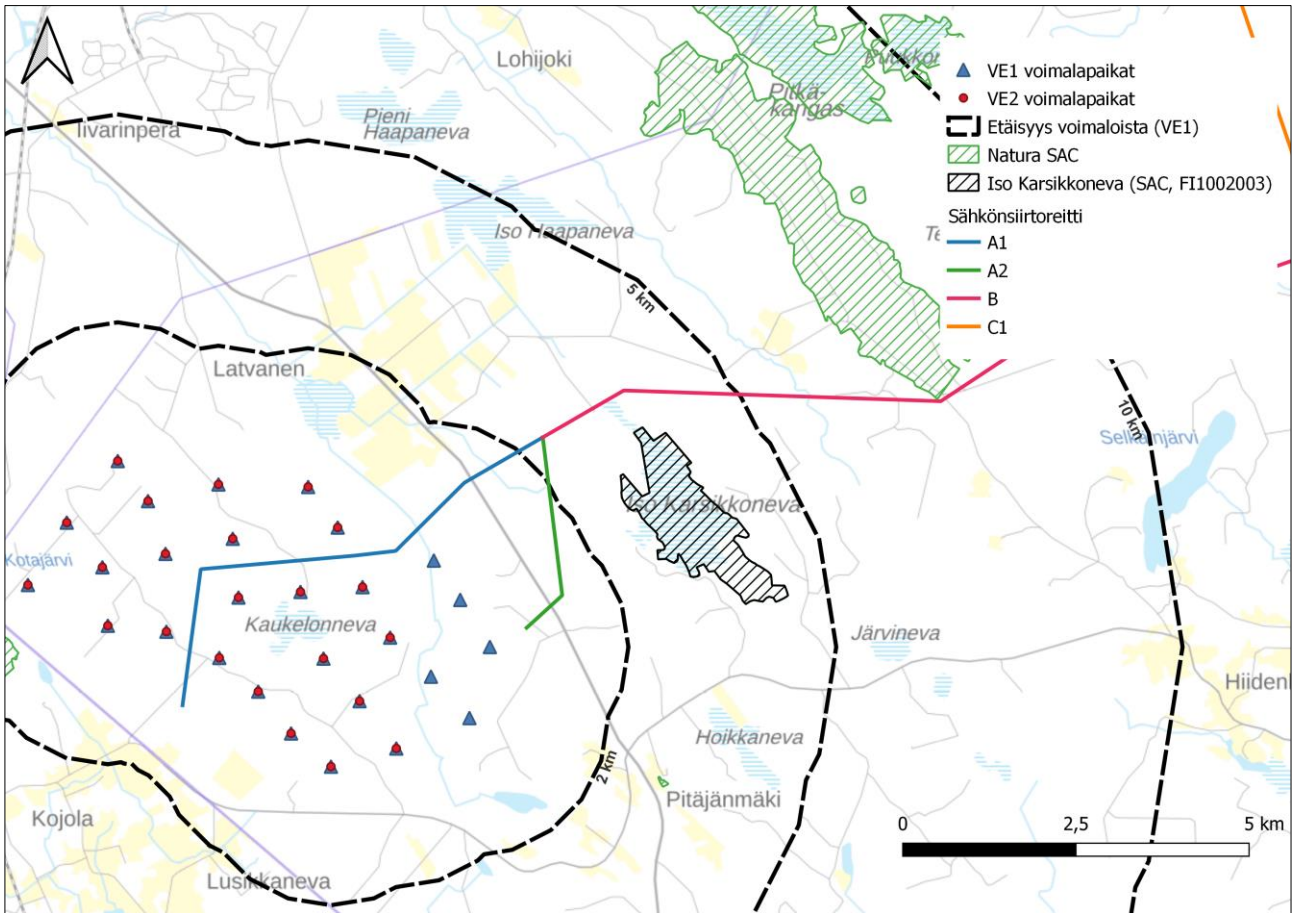 Lohijoki
Iivarinperä
Pieni
Haapaneva
Pitkä-
kangas
Iso Haapaneva
5 km
Latvanen
10 km
Selkäinjärvi
Iso Karsikkoneva
Kotajärvi
Kaukelonneva
Järvineva
Hoikkaneva
2 km
Pitäjänmäki
Kojola
Lusikkaneva
VE1 voimalapaikat
VE2 voimalapaikat
Etäisyys voimaloista (VE1)
Natura SAC
Iso Karsikkoneva (SAC, FI1002003)
Sähkönsiirtoreitti
A1
A2
B
C1
0 2,5 5 km